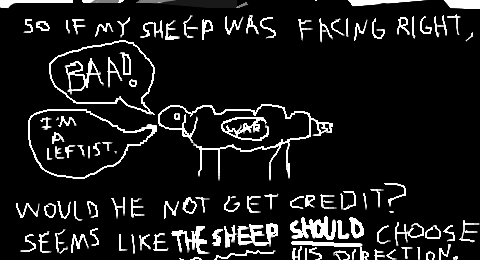 SO IF MY SHEEP WAS FACING RIGHT,
BAAD!
I'M
A
LEFTIST.
WAR
WOULD HE NOT GET CREDIT?
SEEMS LIKE THE SHEEP SHOULD CHOOSE
HIS DIRECTION.